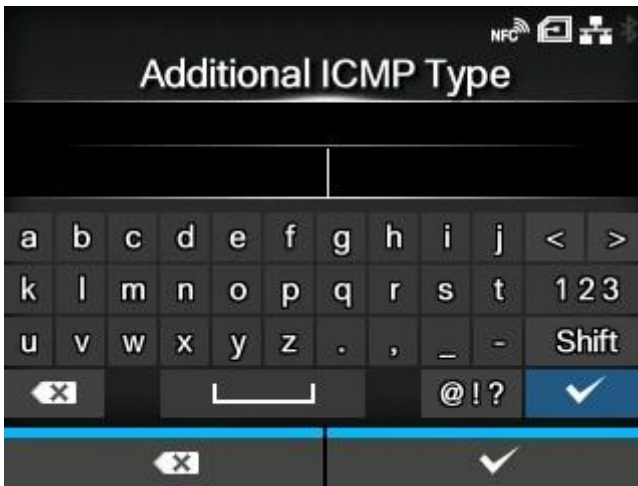 NFC
Additional ICMP Type
a b c d e f g h i j < >
k l m n o p q r s t 123
u v w x y z . , _ - Shift
@!?